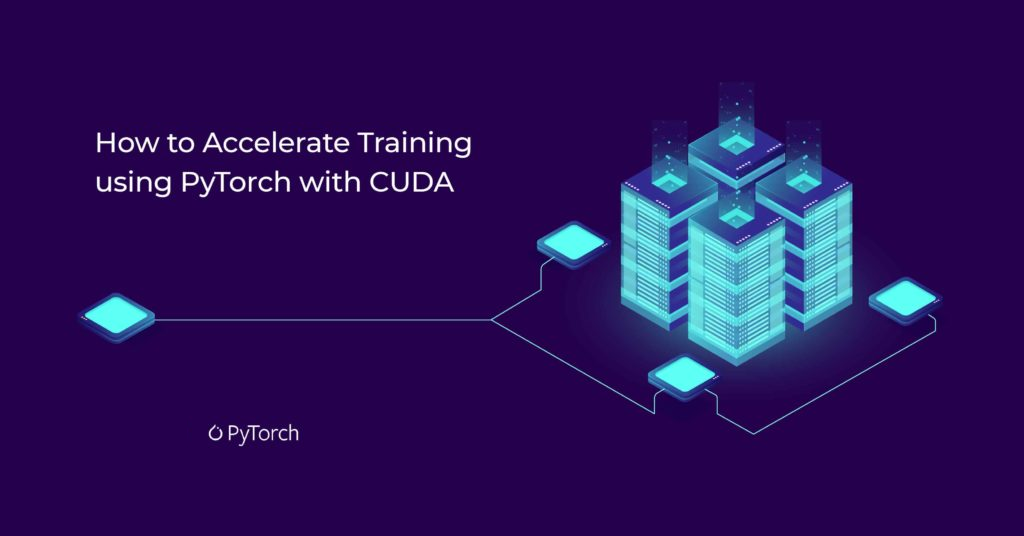 How to Accelerate Training
using PyTorch with CUDA
PyTorch